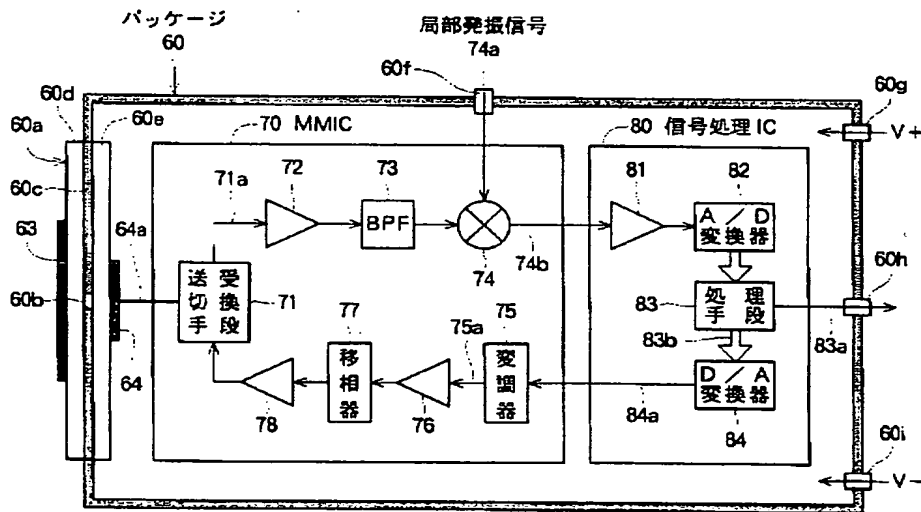 パッケージ
60
局部発振信号
74a
60f
60g
V+
60d
60a
60e
60c
63
64a
60b
64
70 MMIC
71a
72
73
BPF
74
74b
送受切換手段
71
77
移相器
78
76
75a
75
変調器
80 信号処理IC
81
82
A/D変換器
83
処理手段
83b
83a
60h
D/A変換器
84a
84
60i
V−